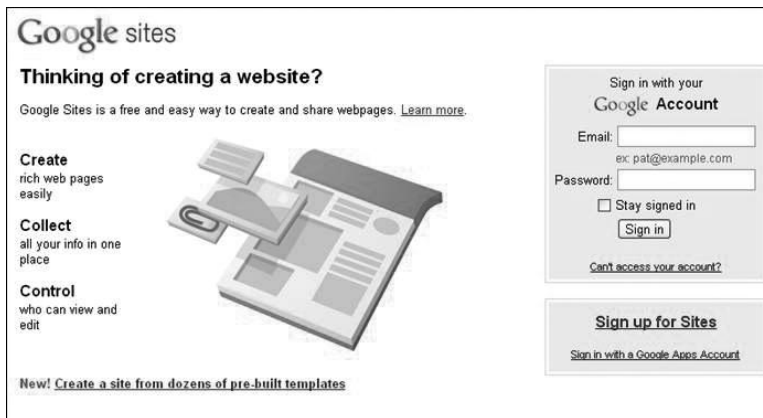 Google sites
Thinking of creating a website?
Google Sites is a free and easy way to create and share webpages. Learn more.
Create
rich web pages
easily
Collect
all your info in one
place
Control
who can view and
edit
New! Create a site from dozens of pre-built templates
Sign in with your
Google Account
Email:
ex: pat@example.com
Password:
Stay signed in
Sign in
Can't access your account?
Sign up for Sites
Sign in with a Google Apps Account